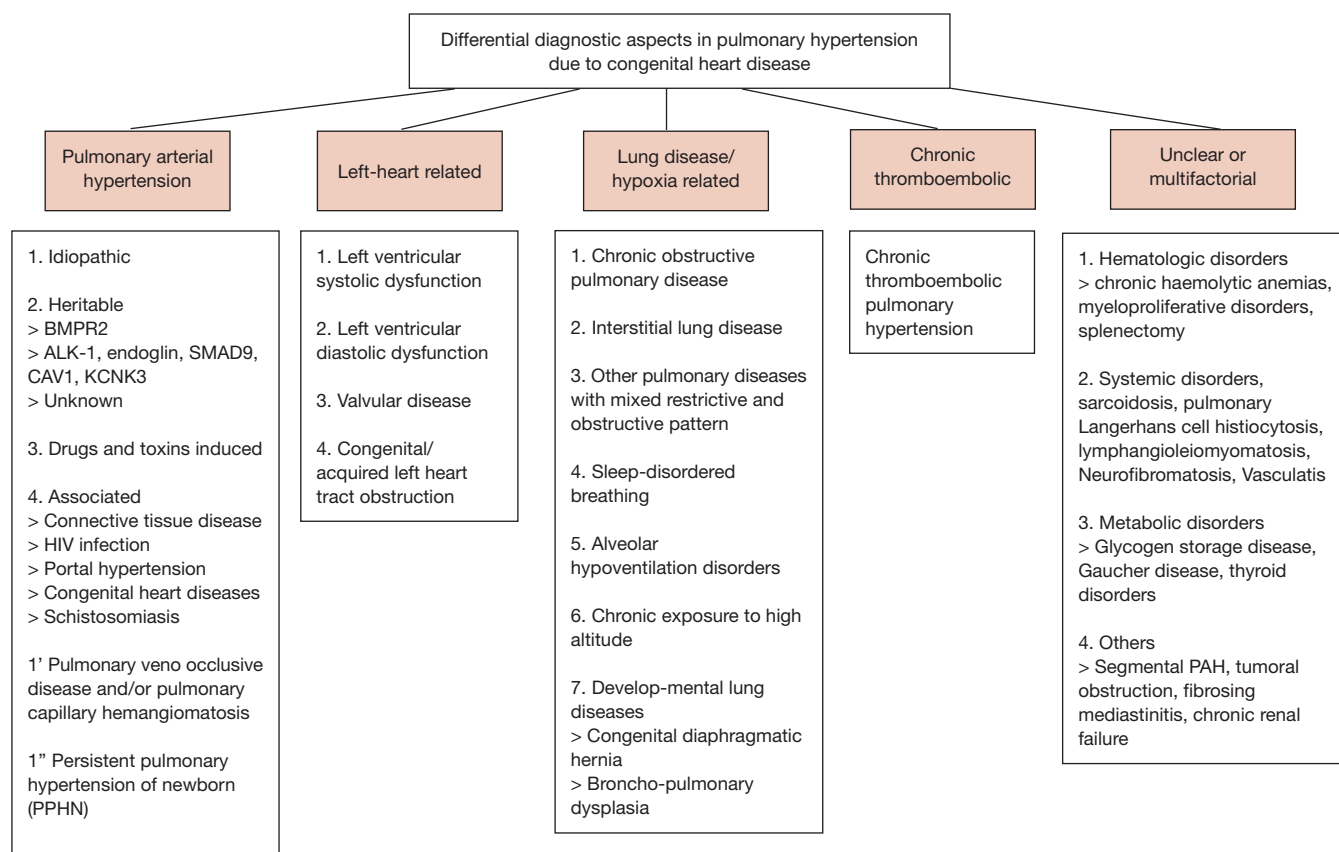 Differential diagnostic aspects in pulmonary hypertension
due to congenital heart disease
Pulmonary arterial
hypertension
Left-heart related
Lung disease/
hypoxia related
Chronic
thromboembolic
Unclear or
multifactorial
1. Idiopathic
2. Heritable
> BMPR2
> ALK-1, endoglin, SMAD9,
CAV1, KCNK3
> Unknown
3. Drugs and toxins induced
4. Associated
> Connective tissue disease
> HIV infection
> Portal hypertension
> Congenital heart diseases
> Schistosomiasis
1’ Pulmonary veno occlusive
disease and/or pulmonary
capillary hemangiomatosis
1” Persistent pulmonary
hypertension of newborn
(PPHN)
1. Left ventricular
systolic dysfunction
2. Left ventricular
diastolic dysfunction
3. Valvular disease
4. Congenital/
acquired left heart
tract obstruction
1. Chronic obstructive
pulmonary disease
2. Interstitial lung disease
3. Other pulmonary diseases
with mixed restrictive and
obstructive pattern
4. Sleep-disordered
breathing
5. Alveolar
hypoventilation disorders
6. Chronic exposure to high
altitude
7. Develop-mental lung
diseases
> Congenital diaphragmatic
hernia
> Broncho-pulmonary
dysplasia
Chronic
thromboembolic
pulmonary
hypertension
1. Hematologic disorders
> chronic haemolytic anemias,
myeloproliferative disorders,
splenectomy
2. Systemic disorders,
sarcoidosis, pulmonary
Langerhans cell histiocytosis,
lymphangioleiomyomatosis,
Neurofibromatosis, Vasculatis
3. Metabolic disorders
> Glycogen storage disease,
Gaucher disease, thyroid
disorders
4. Others
> Segmental PAH, tumoral
obstruction, fibrosing
mediastinitis, chronic renal
failure